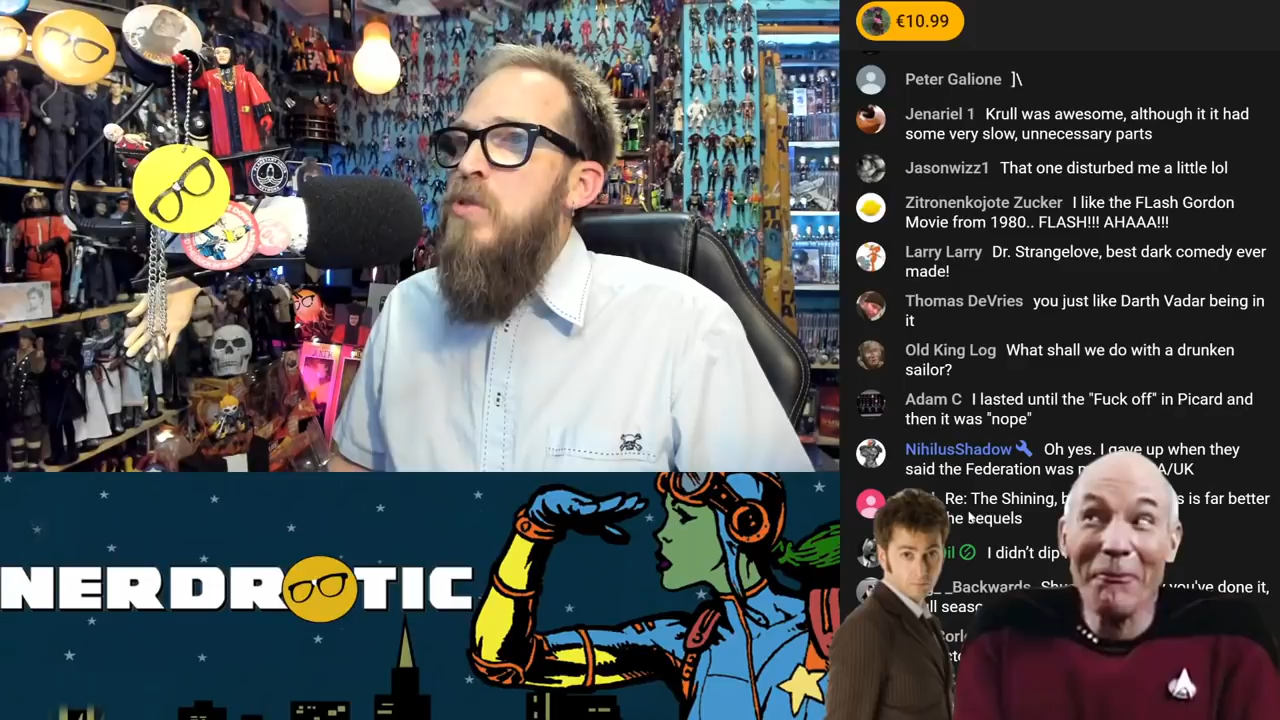 €10.99
Peter Galione ]\
Jenariel 1 Krull was awesome, although it it had
some very slow, unnecessary parts
Jasonwizz1 That one disturbed me a little lol
Zitronenkojote Zucker I like the FLash Gordon
Movie from 1980.. FLASH!!! AHAAA!!!
Larry Larry Dr. Strangelove, best dark comedy ever
made!
Thomas DeVries you just like Darth Vadar being in
it
Old King Log What shall we do with a drunken
sailor?
Adam C I lasted until the "Fuck off" in Picard and
then it was "nope"
NihilusShadow Oh yes. I gave up when they
said the Federation was A/UK
Re: The Shining, is far better
sequels
I didn't dip
_Backwards you've done it,
NERDROTIC